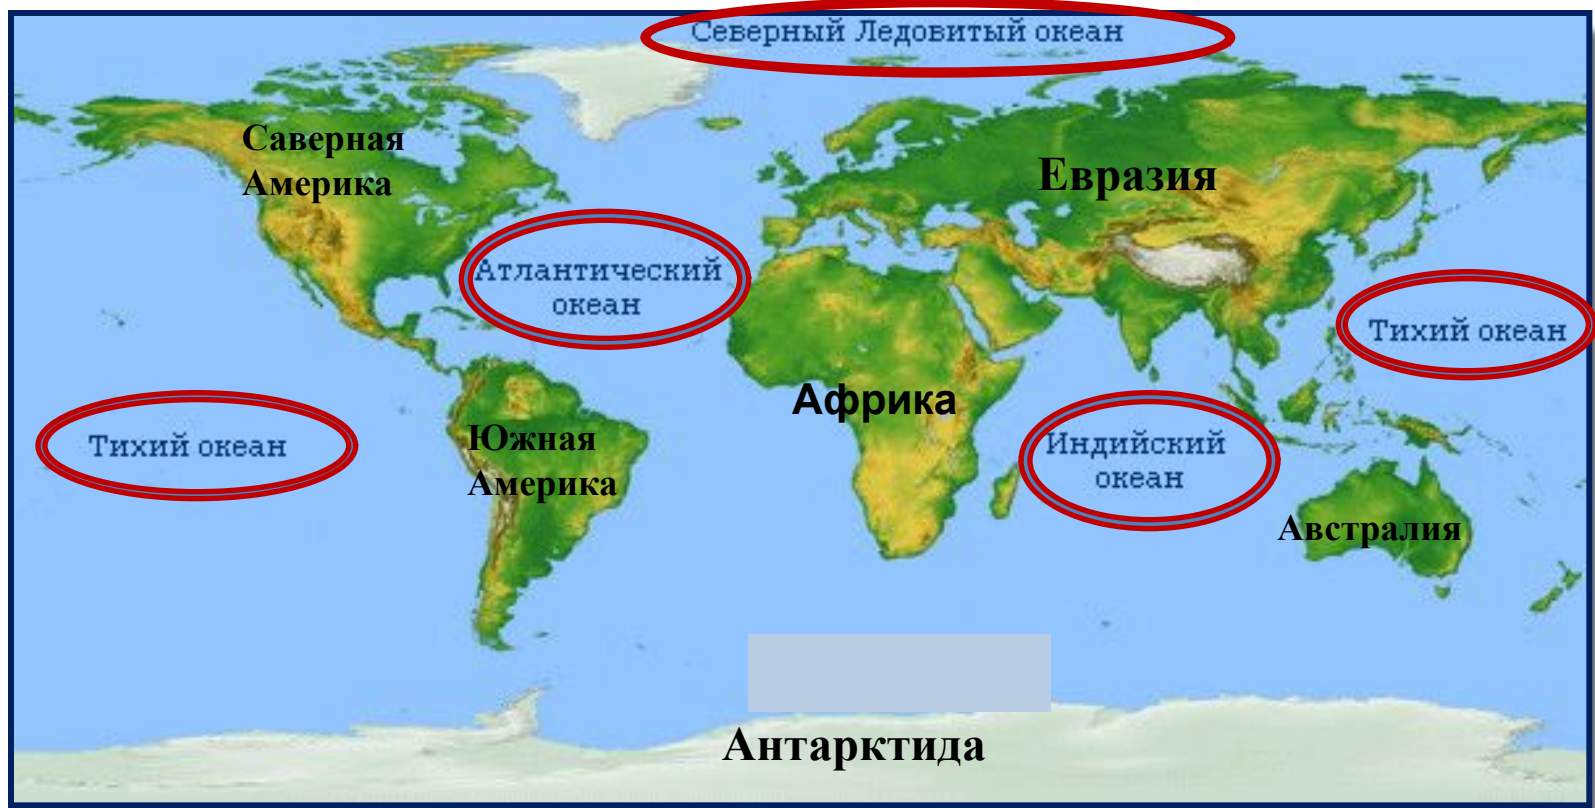 Северный Ледовитый океан
Саверная
Америка
Евразия
Атлантический
океан
Тихий океан
Африка
Тихий океан
Южная
Америка
Индийский
океан
Австралия
Антарктида